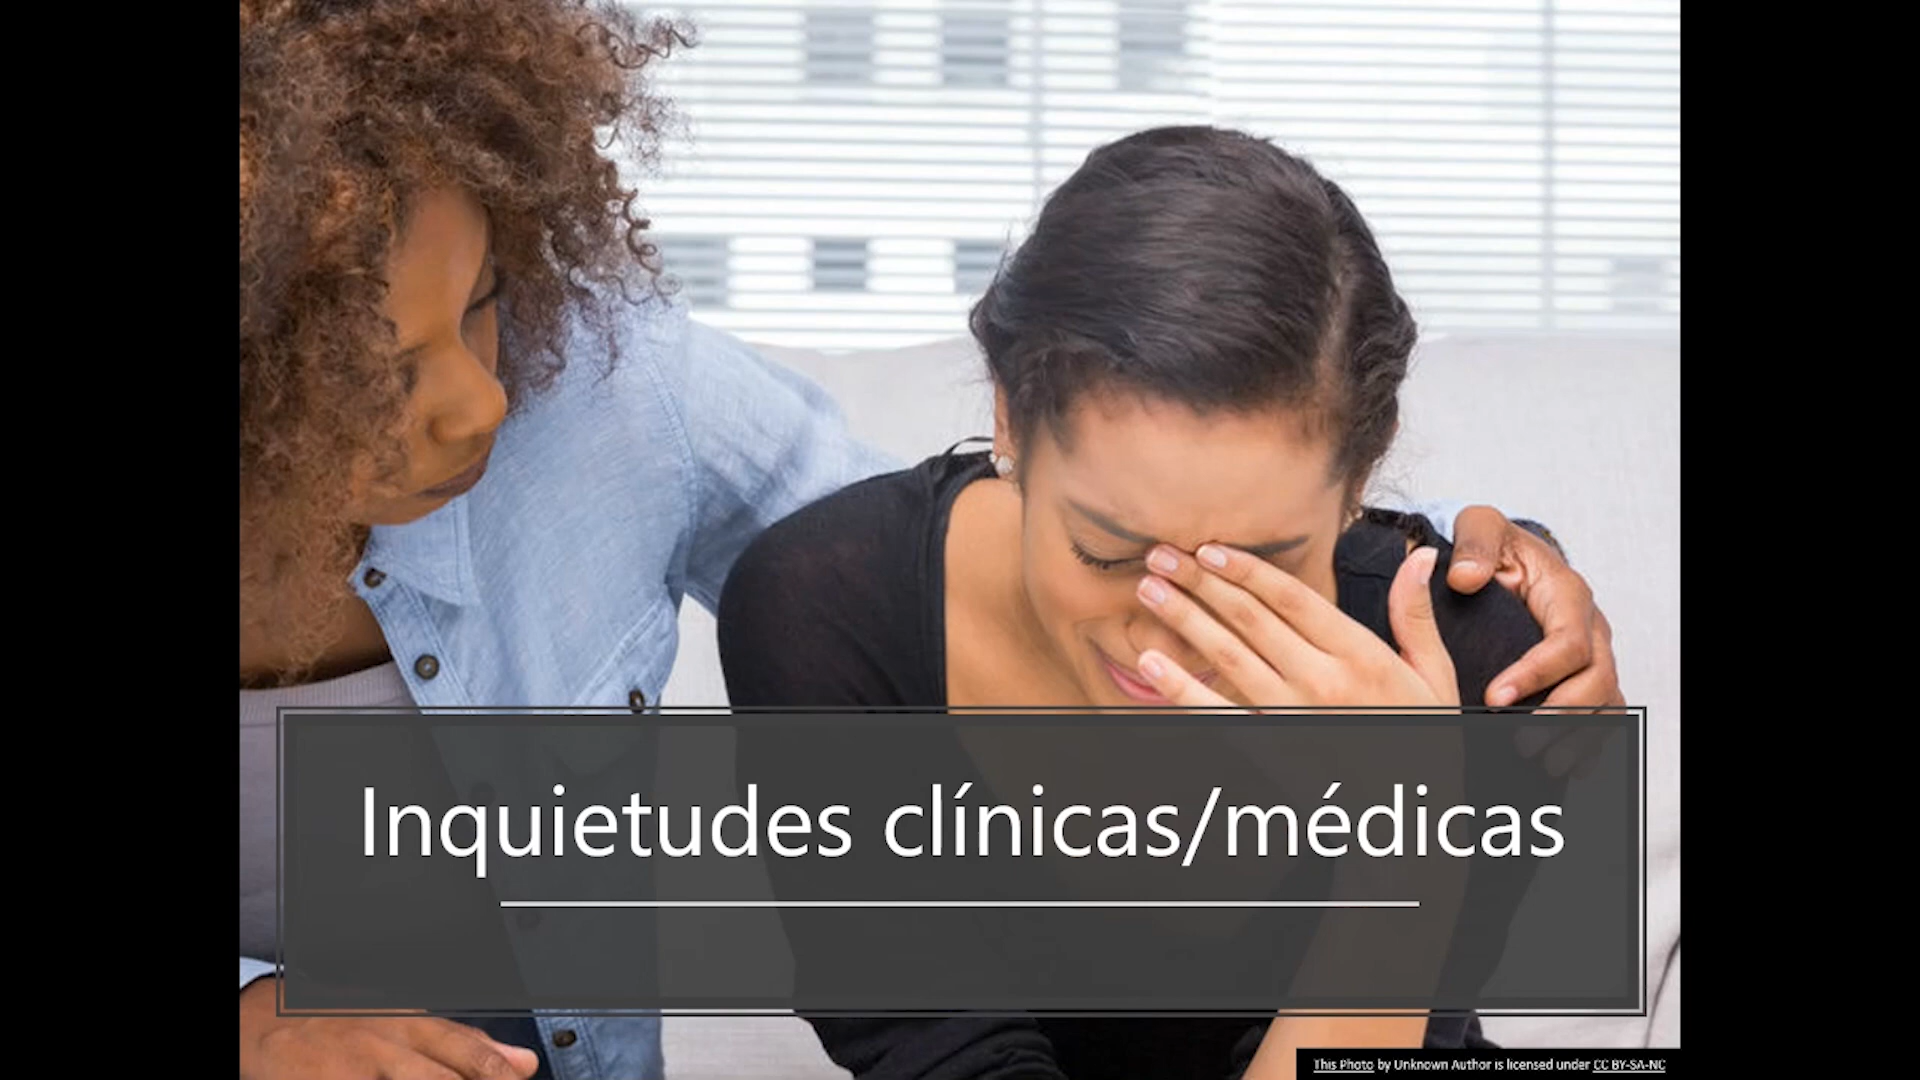 Inquietudes clínicas/médicas
This Photo by Unknown Author is licensed under CC BY-SA-NC